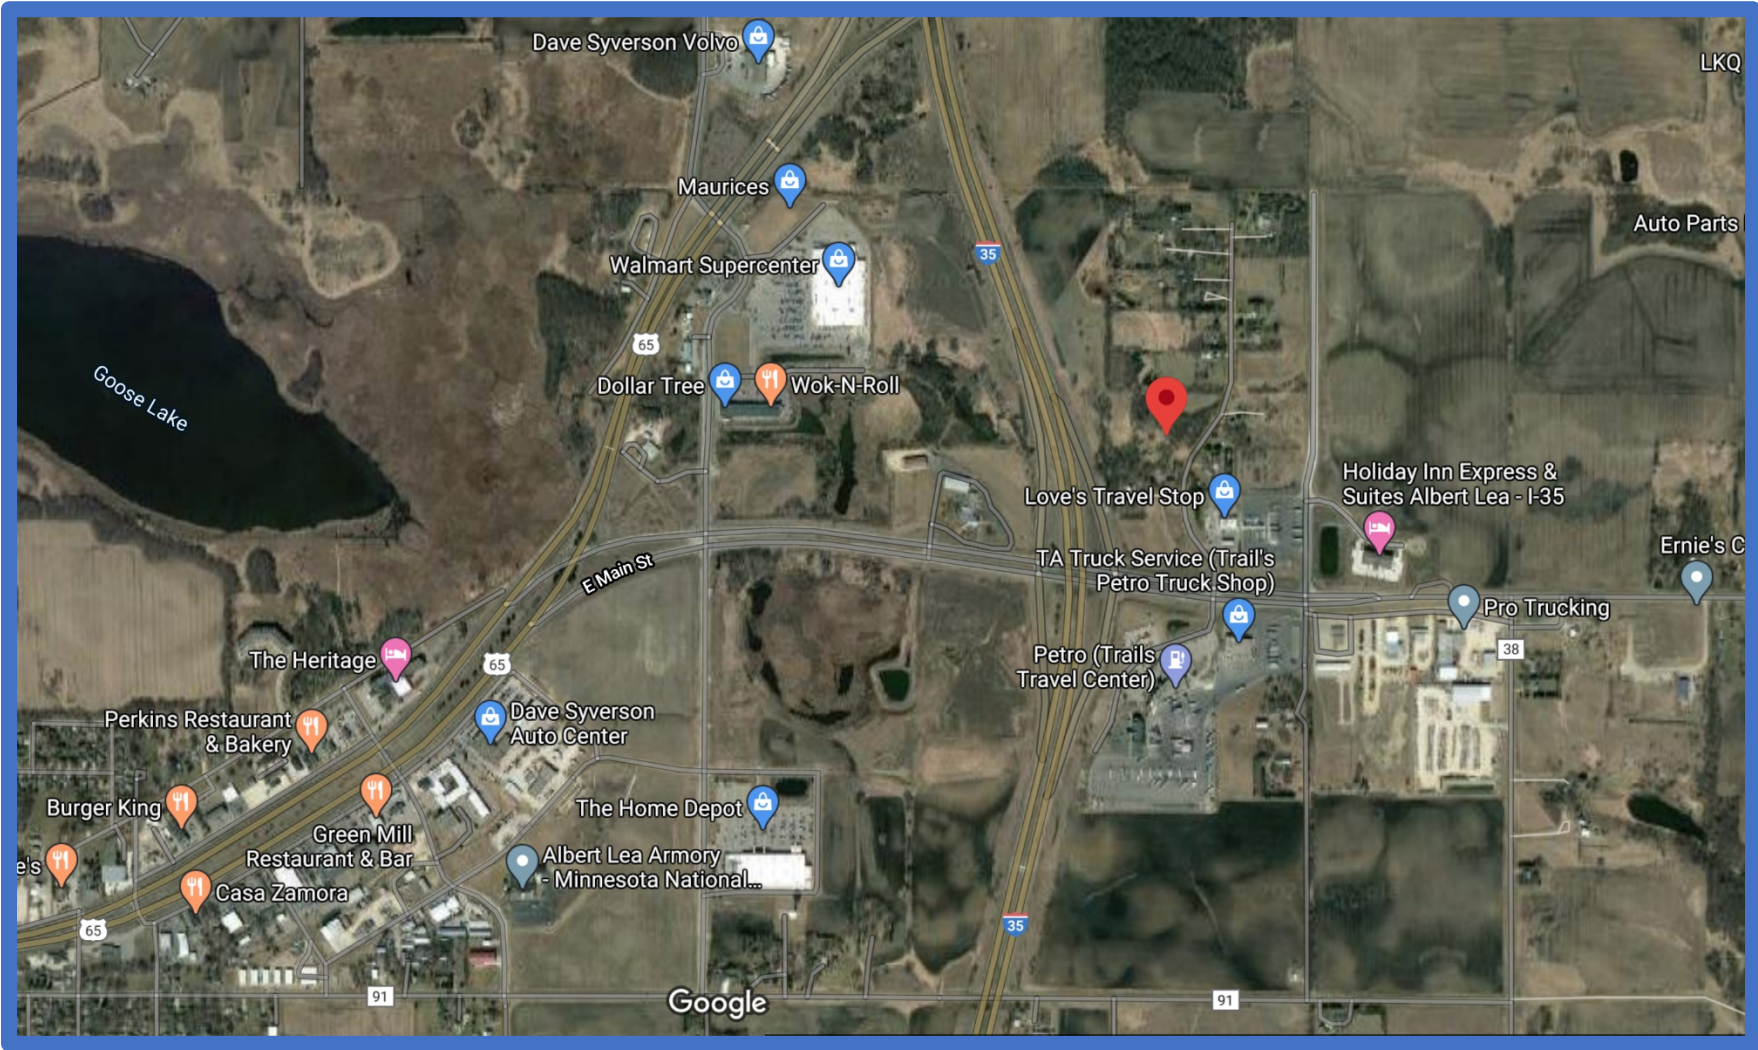 Dave Syverson Volvo
LKQ
Maurices
Auto Parts
35
Walmart Supercenter
65
Goose Lake
Dollar Tree
Wok-N-Roll
Holiday Inn Express &
Suites Albert Lea - I-35
Love's Travel Stop
Ernie's C
E Main St
TA Truck Service (Trail's
Petro Truck Shop)
Pro Trucking
38
The Heritage
65
Petro (Trails
Travel Center)
Perkins Restaurant
& Bakery
Dave Syverson
Auto Center
Burger King
The Home Depot
Green Mill
Restaurant & Bar
e's
Albert Lea Armory
- Minnesota National...
Casa Zamora
65
35
91
Google
91